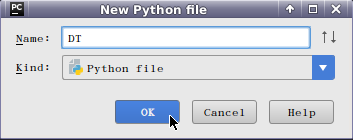 PC New Python file
Name: DT
Kind: Python file
OK Cancel Help